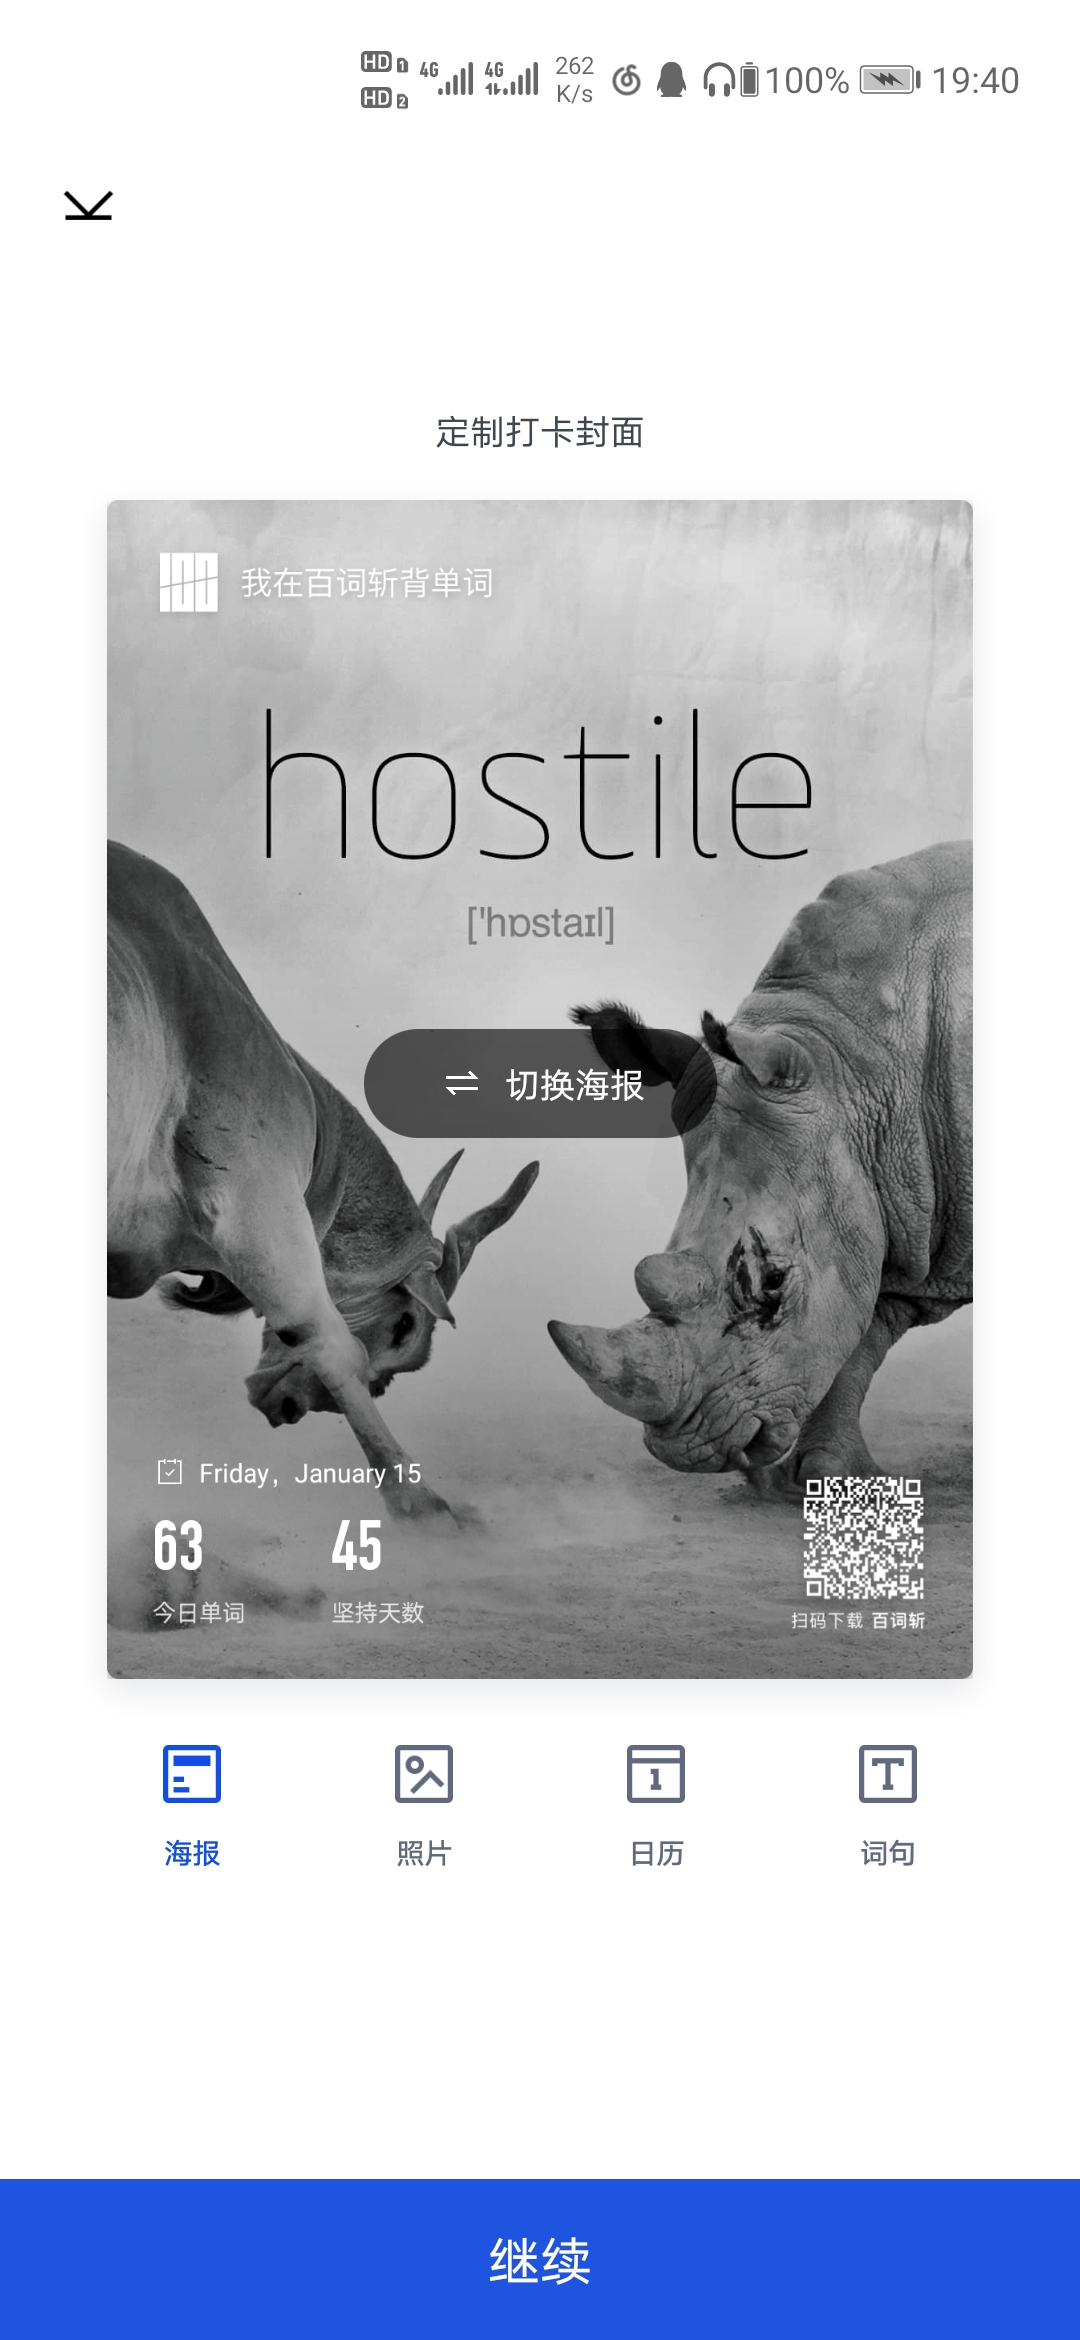 HD 1 4G 4G 262 100% 19:40
HD 2 K/s
定制打卡封面
我在百词斩背单词
hostile
['hɒstaɪl]
切换海报
Friday, January 15
63 45
今日单词 坚持天数
扫码下载 百词斩
海报 照片 日历 词句
继续